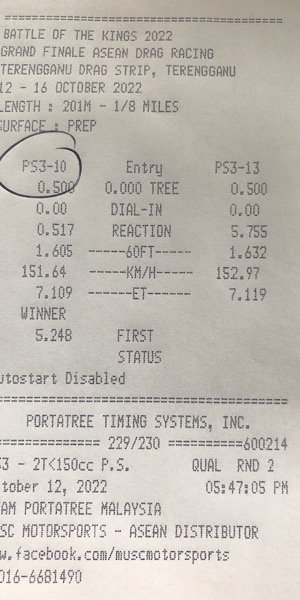 ==========================================
BATTLE OF THE KINGS 2022
GRAND FINALE ASEAN DRAG RACING
TERENGGANU DRAG STRIP, TERENGGANU
12 - 16 OCTOBER 2022
LENGTH : 201M - 1/8 MILES
SURFACE : PREP
PS3-10 Entry PS3-13
0.500 0.000 TREE 0.500
0.00 DIAL-IN 0.00
0.517 REACTION 5.755
1.605 ------60FT------ 1.632
151.64 ------KM/H------ 152.97
7.109 -------ET------- 7.119
WINNER
5.248 FIRST
STATUS
utostart Disabled
==========================================
PORTATREE TIMING SYSTEMS, INC.
============== 229/230 ==========600214
S3 - 2T<150cc P.S. QUAL RND 2
tober 12, 2022 05:47:05 PM
AM PORTATREE MALAYSIA
SC MOTORSPORTS - ASEAN DISTRIBUTOR
w.facebook.com/muscmotorsports
016-6681490